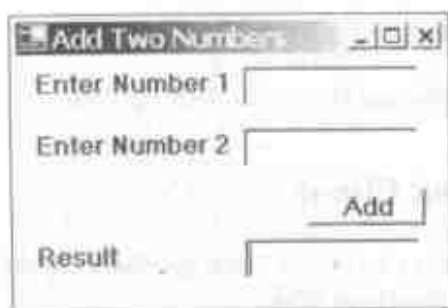 Add Two Numbers
Enter Number 1
Enter Number 2
Add
Result